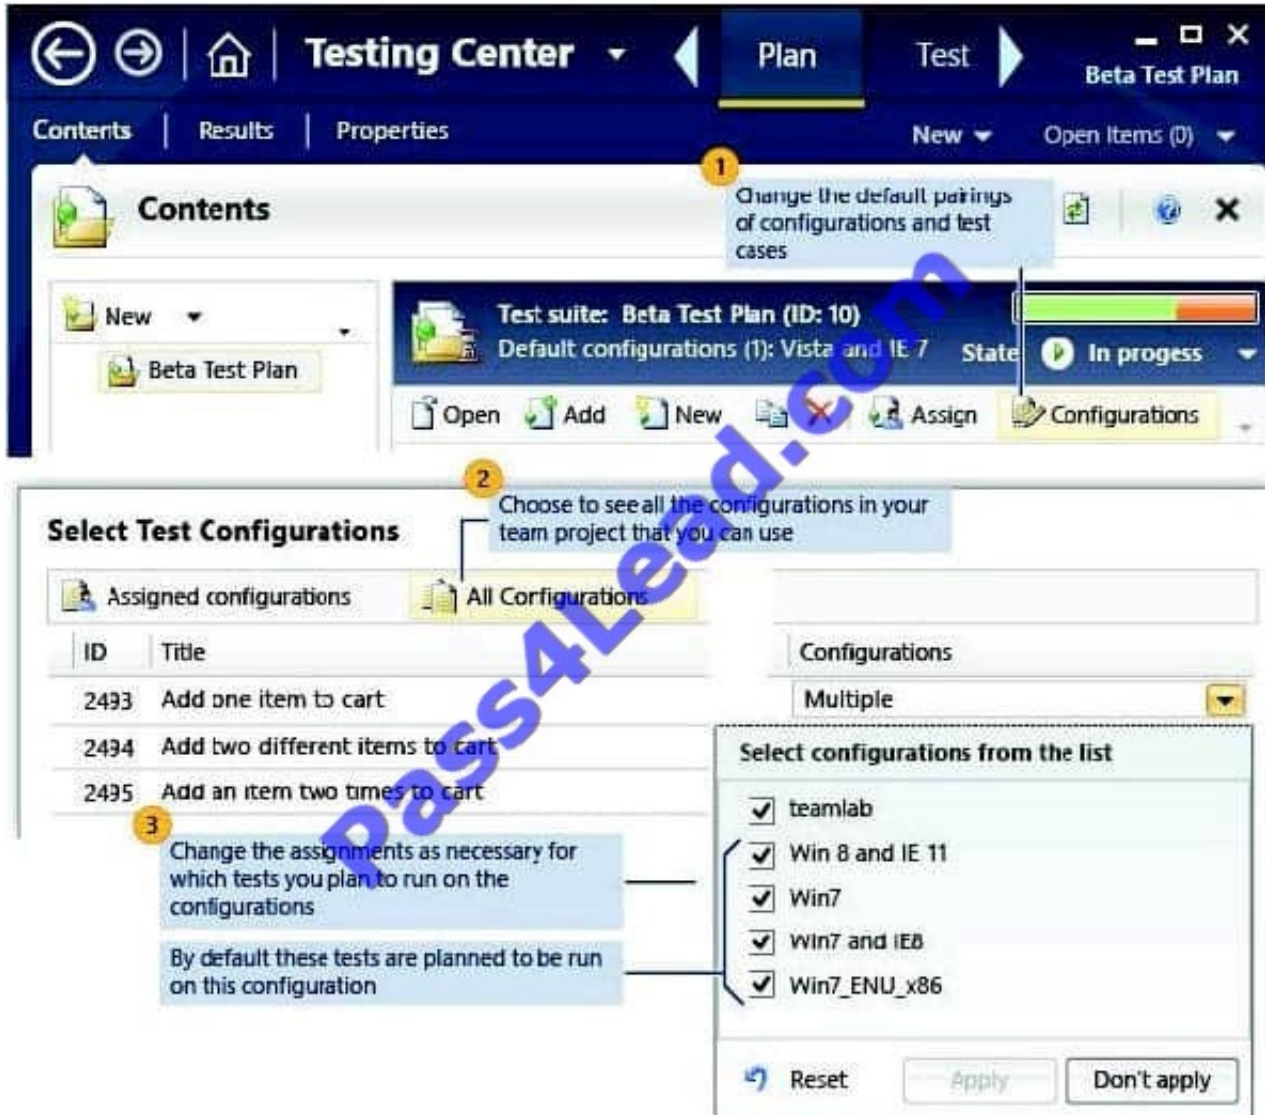 Testing Center
Plan
Test
Beta Test Plan
Contents
Results
Properties
New
Open Items (0)
1
Change the default pairings
of configurations and test
cases
Contents
New
Beta Test Plan
Test suite: Beta Test Plan (ID: 10)
Default configurations (1): Vista and IE 7
State
In progess
Open
Add
New
Assign
Configurations
2
Choose to see all the configurations in your
team project that you can use
Select Test Configurations
Assigned configurations
All Configurations
ID
Title
Configurations
2493
Add one item to cart
Multiple
2494
Add two different items to cart
2495
Add an item two times to cart
Select configurations from the list
teamlab
Win 8 and IE 11
Win7
Win7 and IE8
Win7_ENU_x86
3
Change the assignments as necessary for
which tests you plan to run on the
configurations
By default these tests are planned to be run
on this configuration
Reset
Apply
Don't apply
Pass4Lead.com